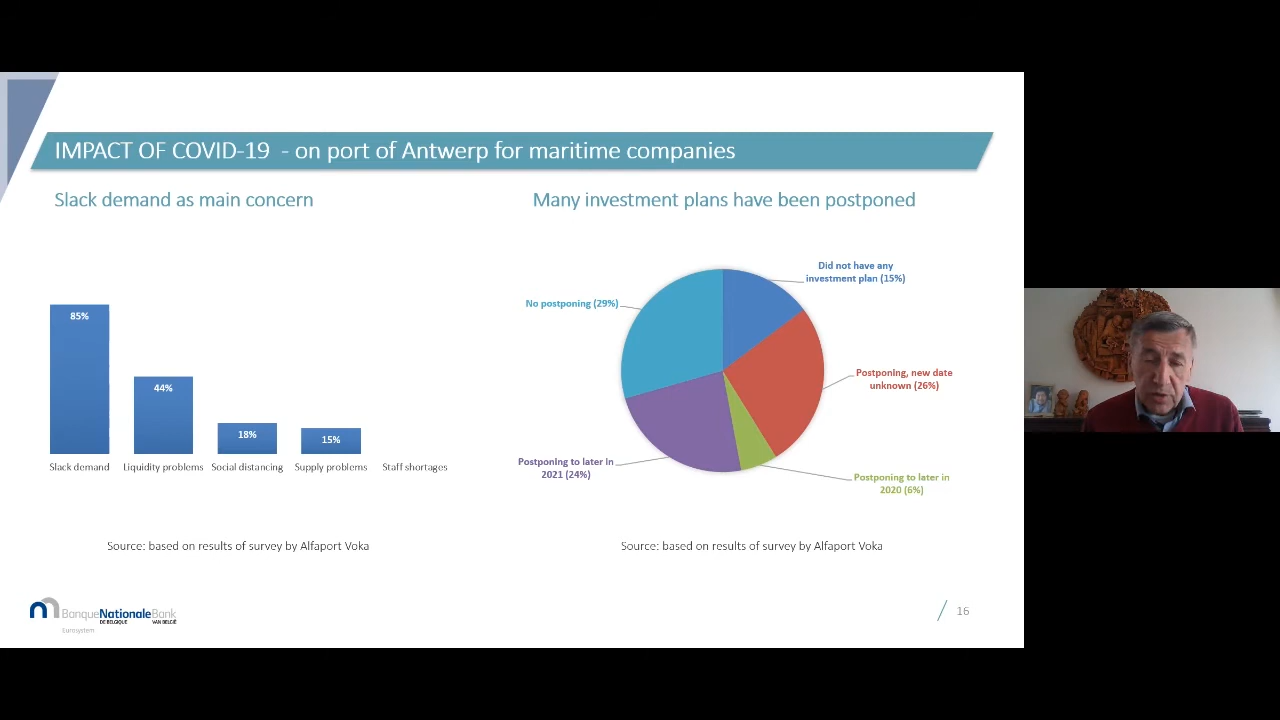 IMPACT OF COVID-19 - on port of Antwerp for maritime companies
Slack demand as main concern
85%
44%
18%
15%
Slack demand
Liquidity problems
Social distancing
Supply problems
Staff shortages
Source: based on results of survey by Alfaport Voka
Many investment plans have been postponed
Did not have any
investment plan (15%)
No postponing (29%)
Postponing, new date
unknown (26%)
Postponing to later in
2021 (24%)
Postponing to later in
2020 (6%)
Source: based on results of survey by Alfaport Voka
BanqueNationaleBank
DE BELGIQUE VAN BELGIË
Eurosystem
16